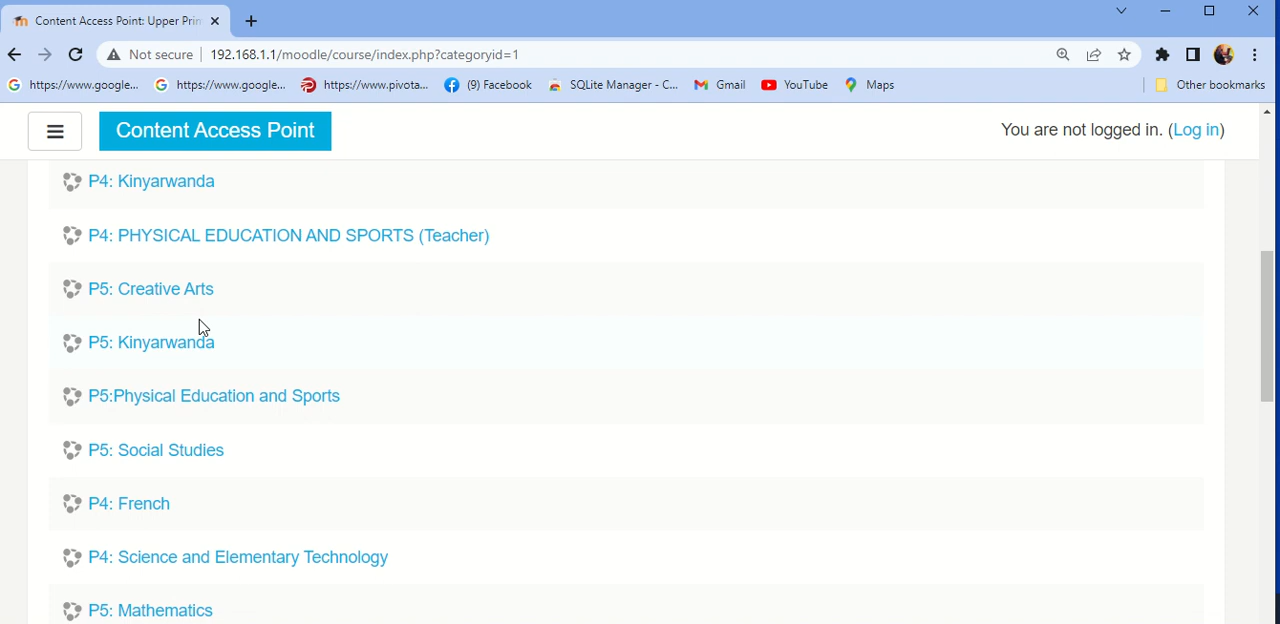 Content Access Point: Upper Prin
Not secure 192.168.1.1/moodle/course/index.php?categoryid=1
https://www.google... https://www.google... https://www.pivota... (9) Facebook SQLite Manager - C... Gmail YouTube Maps Other bookmarks
Content Access Point You are not logged in. (Log in)
P4: Kinyarwanda
P4: PHYSICAL EDUCATION AND SPORTS (Teacher)
P5: Creative Arts
P5: Kinyarwanda
P5:Physical Education and Sports
P5: Social Studies
P4: French
P4: Science and Elementary Technology
P5: Mathematics